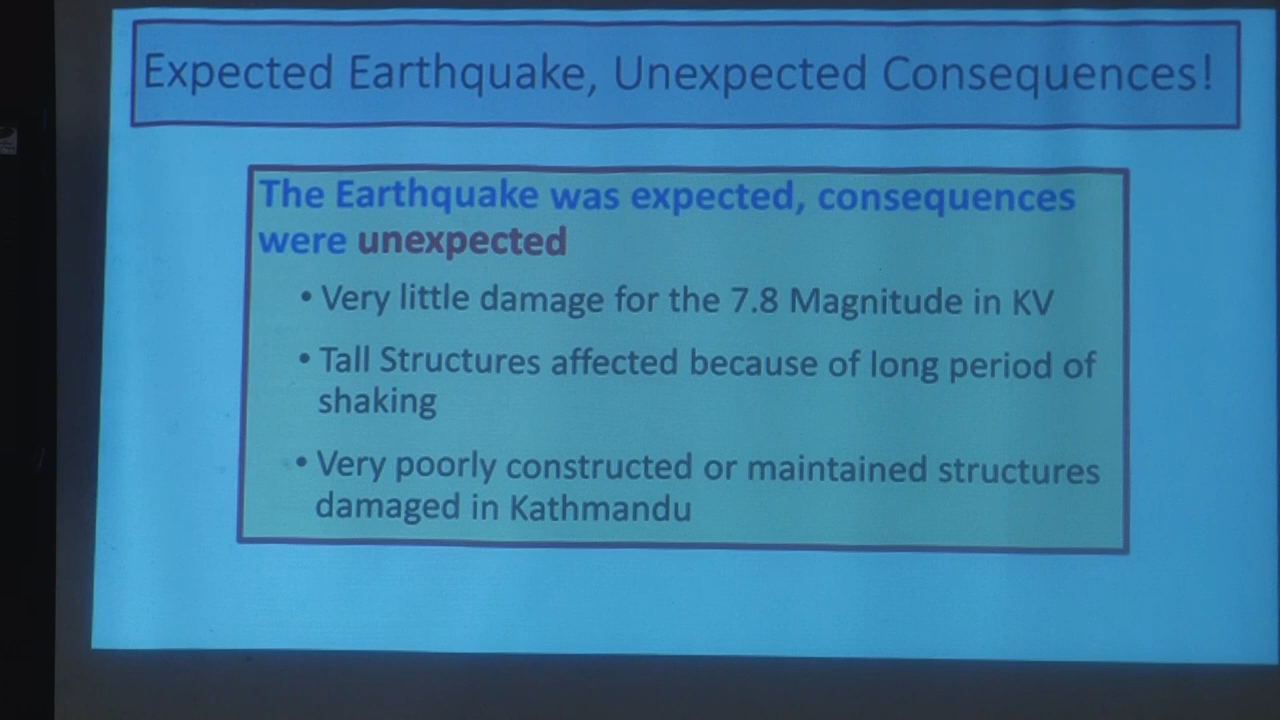 Expected Earthquake, Unexpected Consequences!
The Earthquake was expected, consequences
were unexpected
• Very little damage for the 7.8 Magnitude in KV
• Tall Structures affected because of long period of
shaking
• Very poorly constructed or maintained structures
damaged in Kathmandu